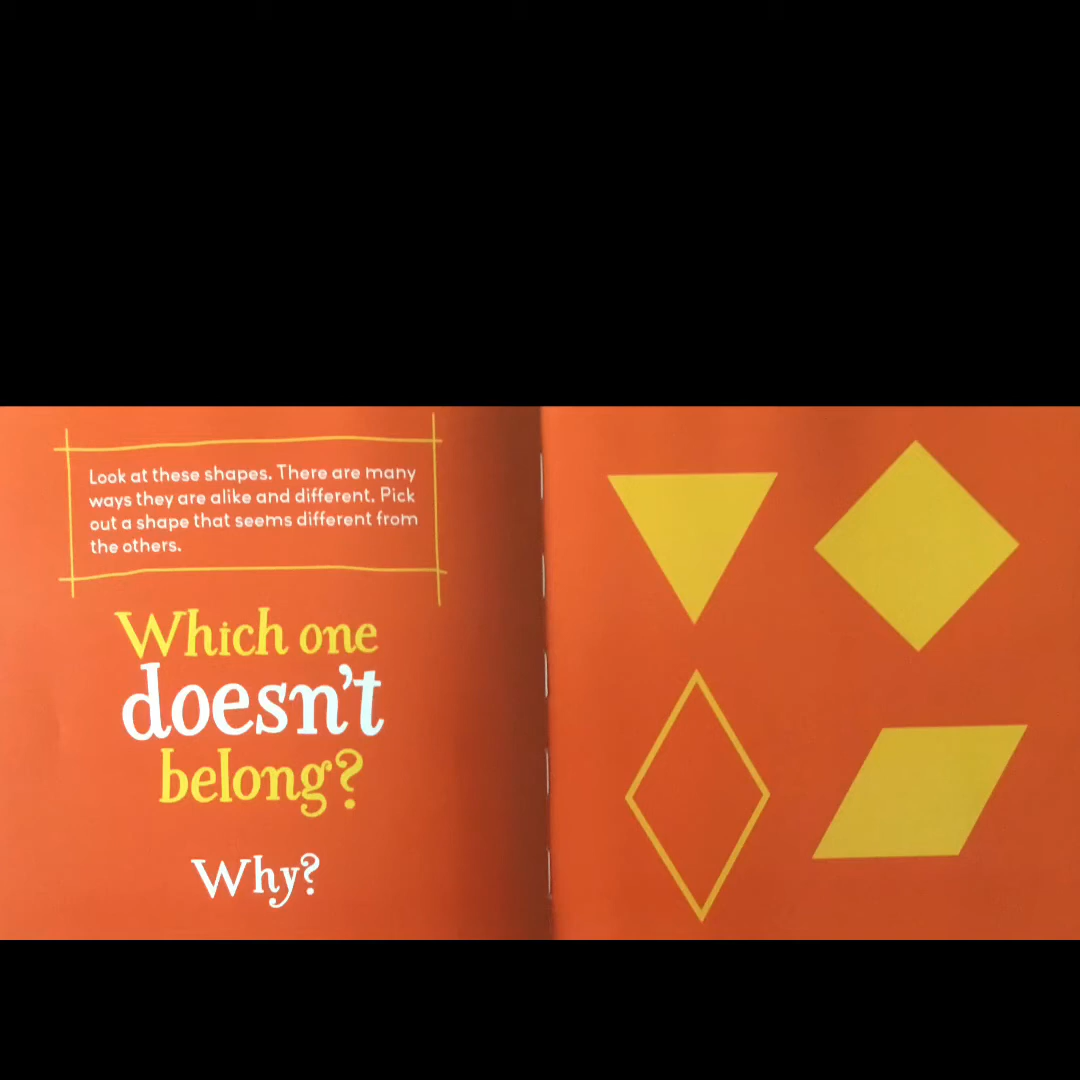 Look at these shapes. There are many
ways they are alike and different. Pick
out a shape that seems different from
the others.
Which one
doesn't
belong?
Why?